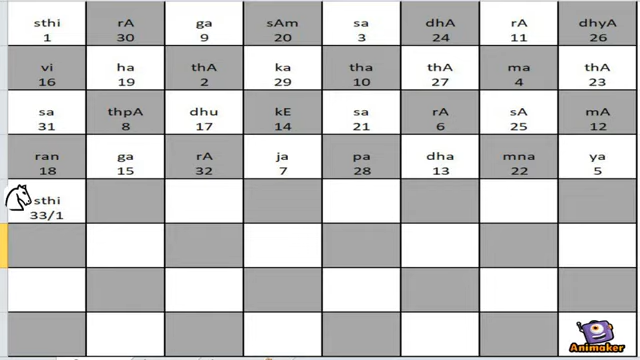 sthi rA ga sAm sa dhA rA dhyA
1 30 9 20 3 24 11 26
vi ha thA ka tha thA ma thA
16 19 2 29 10 27 4 23
sa thpA dhu kE sa rA sA mA
31 8 17 14 21 6 25 12
ran ga rA ja pa dha mna ya
18 15 32 7 28 13 22 5
sthi
33/1
Animaker